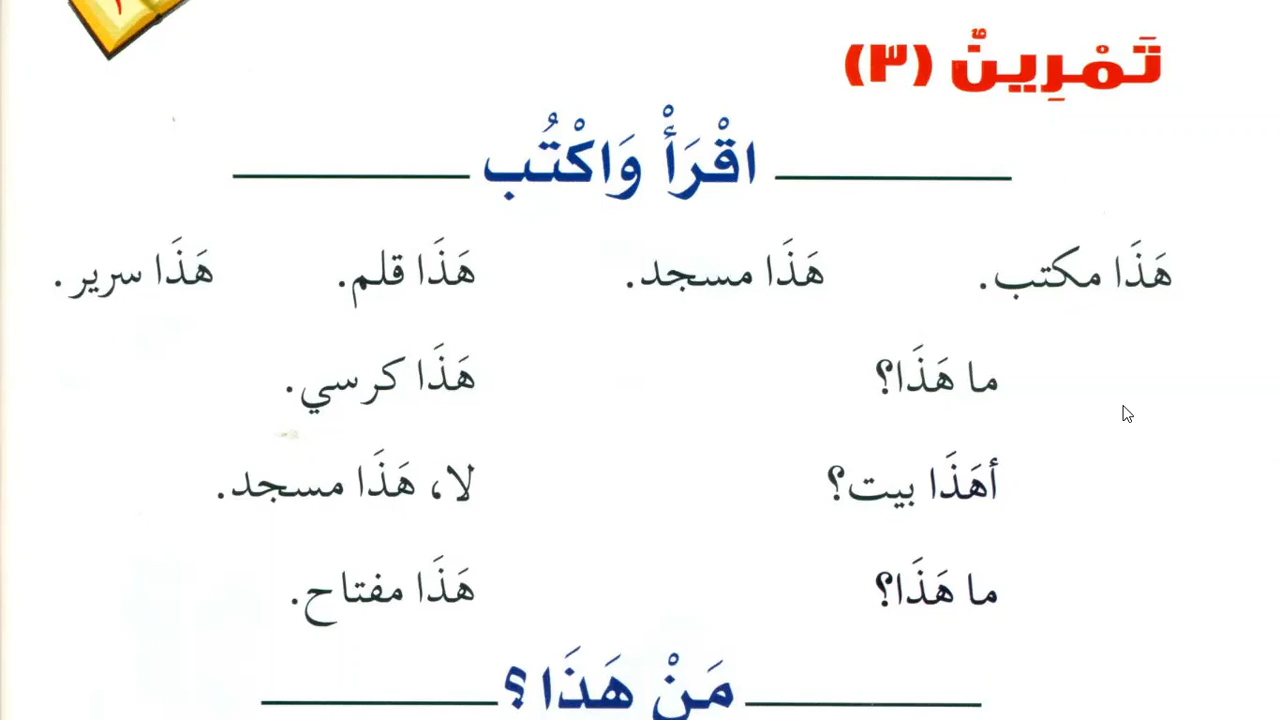 تَمْرِينٌ (٣)
اقْرَأْ وَاكْتُب
هَذَا مكتب. هَذَا مسجد. هَذَا قلم. هَذَا سرير.
ما هَذَا؟ هَذَا كرسي.
أهَذَا بيت؟ لا، هَذَا مسجد.
ما هَذَا؟ هَذَا مفتاح.
مَنْ هَذَا؟